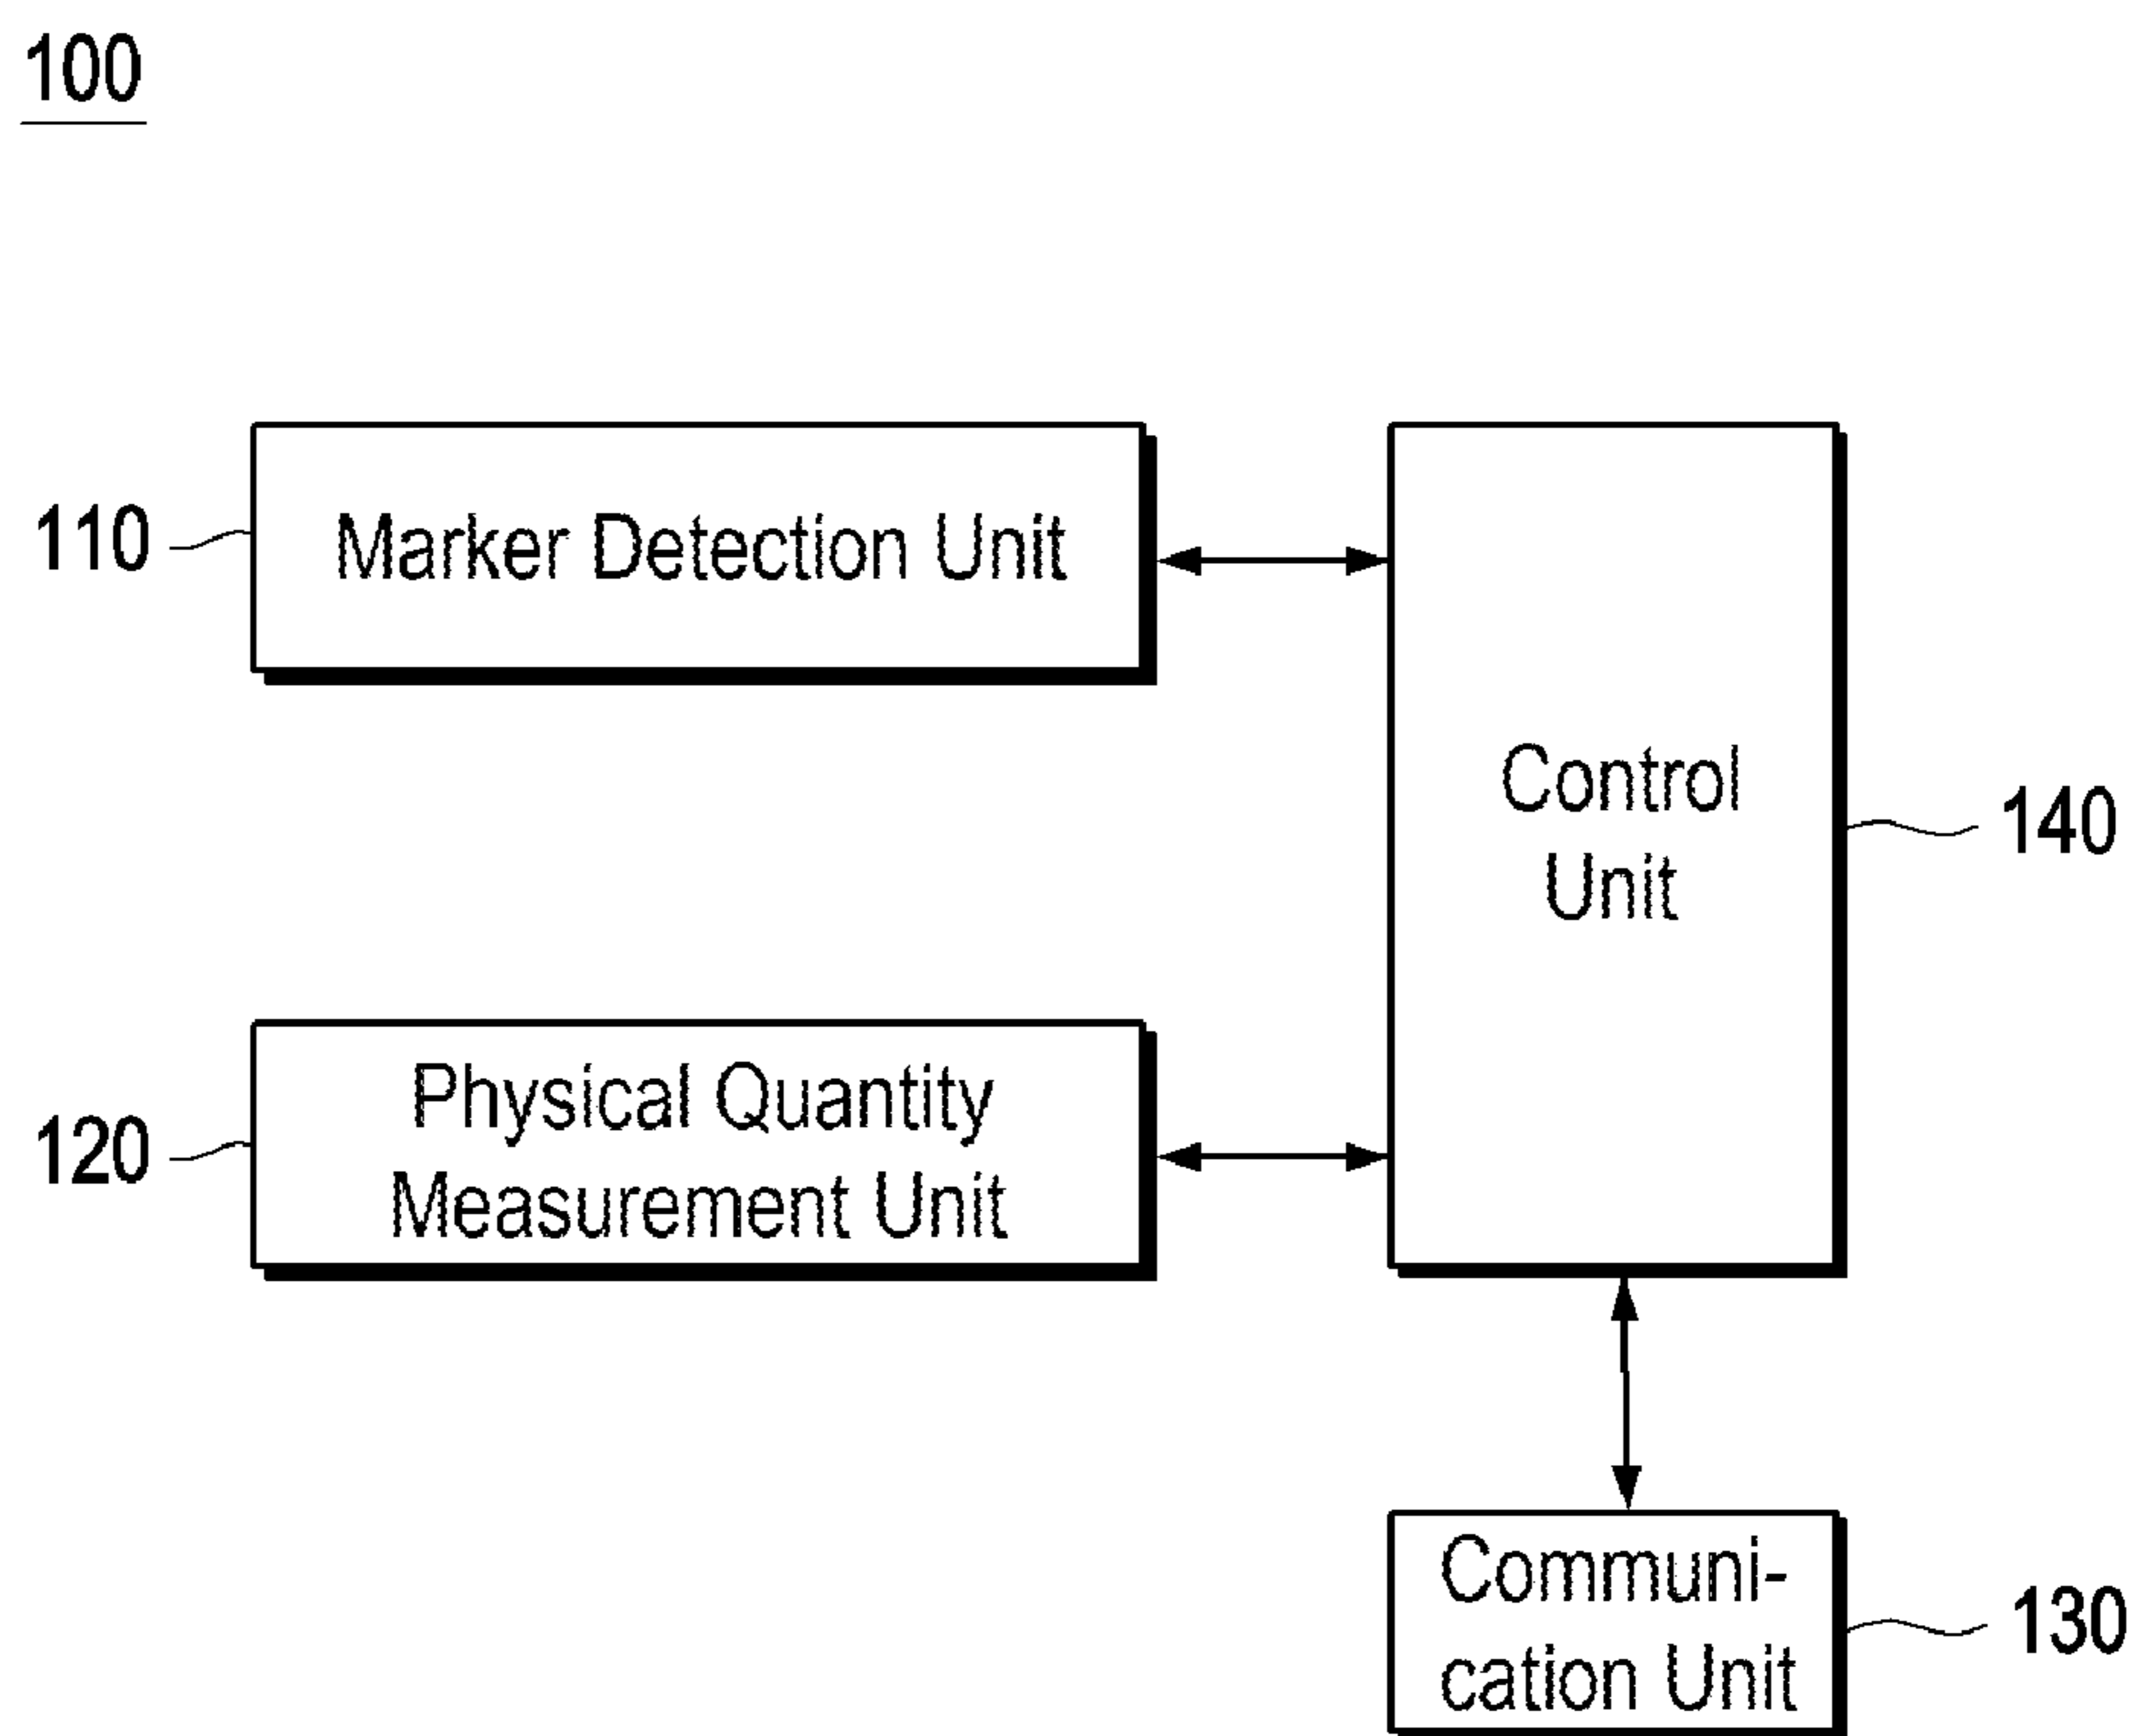 100
110
Marker Detection Unit
Control
Unit
140
120
Physical Quantity
Measurement Unit
Communi-
cation Unit
130